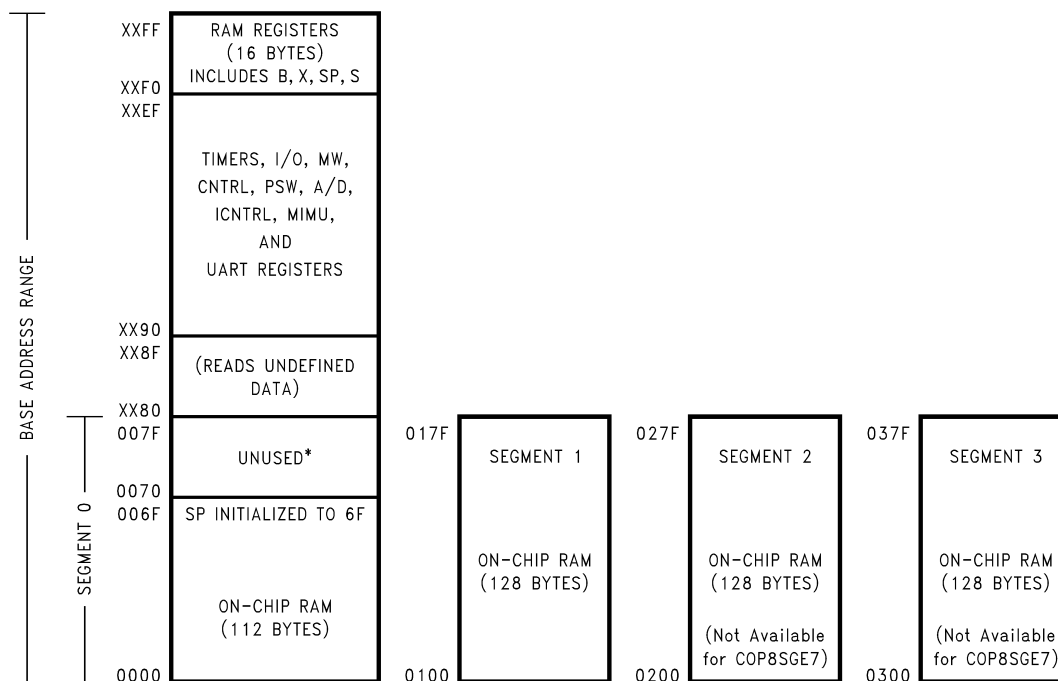 BASE ADDRESS RANGE
SEGMENT 0
XXFF
RAM REGISTERS
(16 BYTES)
INCLUDES B, X, SP, S
XXF0
XXEF
TIMERS, I/O, MW,
CNTRL, PSW, A/D,
ICNTRL, MIMU,
AND
UART REGISTERS
XX90
XX8F
(READS UNDEFINED
DATA)
XX80
007F
UNUSED*
0070
006F
SP INITIALIZED TO 6F
ON-CHIP RAM
(112 BYTES)
0000
017F
SEGMENT 1
ON-CHIP RAM
(128 BYTES)
0100
027F
SEGMENT 2
ON-CHIP RAM
(128 BYTES)
(Not Available
for COP8SGE7)
0200
037F
SEGMENT 3
ON-CHIP RAM
(128 BYTES)
(Not Available
for COP8SGE7)
0300